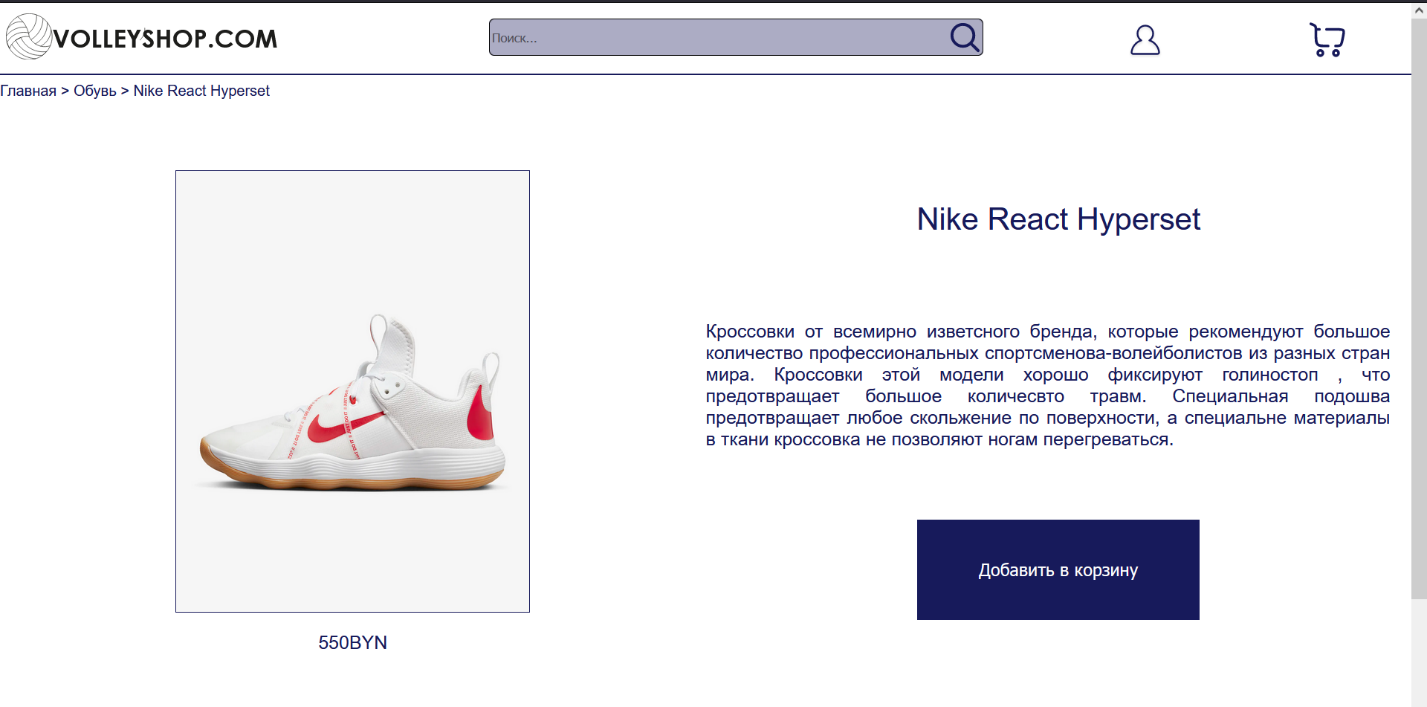 VOLLEYSHOP.COM
Поиск...
Главная > Обувь > Nike React Hyperset
Nike React Hyperset
Кроссовки от всемирно изветсного бренда, которые рекомендуют большое
количество профессиональных спортсменова-волейболистов из разных стран
мира. Кроссовки этой модели хорошо фиксируют голиностоп , что
предотвращает большое количесвто травм. Специальная подошва
предотвращает любое скольжение по поверхности, а специальне материалы
в ткани кроссовка не позволяют ногам перегреваться.
Добавить в корзину
550BYN